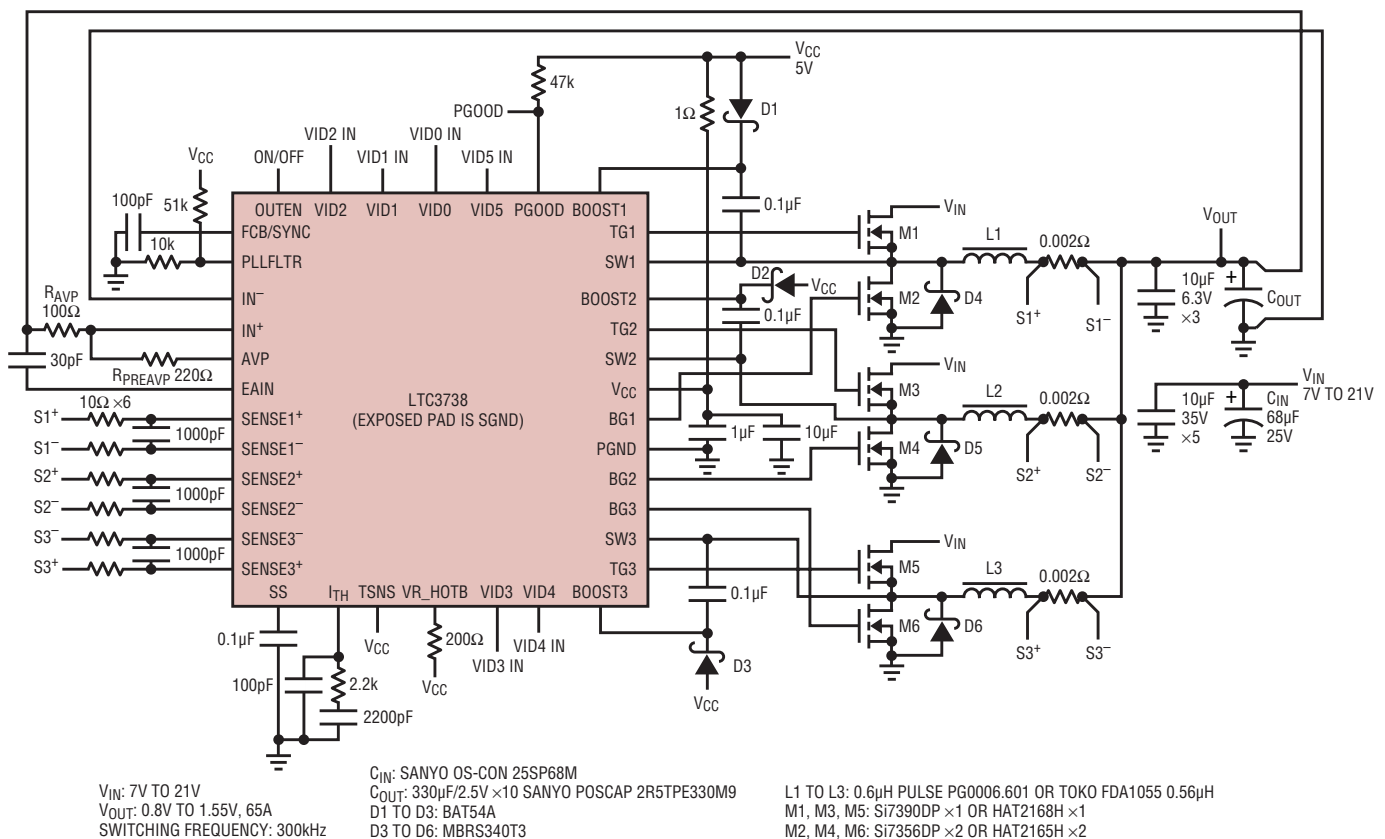 VCC
5V
47k
PGOOD
1Ω
D1
VID2 IN
VID0 IN
VCC
ON/OFF
VID1 IN
VID5 IN
100pF
51k
0.1µF
OUTEN VID2 VID1 VID0 VID5 PGOOD BOOST1
FCB/SYNC
TG1
VIN
M1
L1
0.002Ω
VOUT
10k
PLLFLTR
SW1
D2
VCC
M2
D4
S1+
S1−
10µF
6.3V
×3
+
COUT
IN−
BOOST2
0.1µF
RAVP
100Ω
IN+
TG2
30pF
AVP
SW2
VIN
RPREAVP 220Ω
EAIN
VCC
M3
L2
0.002Ω
VIN
7V TO 21V
LTC3738
(EXPOSED PAD IS SGND)
S1+
10Ω ×6
SENSE1+
BG1
10µF
35V
×5
+
CIN
68µF
25V
1000pF
1µF
10µF
M4
D5
S2+
S2−
S1−
SENSE1−
PGND
S2+
SENSE2+
BG2
1000pF
S2−
SENSE2−
BG3
S3−
SENSE3−
SW3
VIN
1000pF
S3+
SENSE3+
TG3
M5
L3
0.002Ω
SS ITH TSNS VR_HOTB VID3 VID4 BOOST3
0.1µF
M6
D6
S3+
S3−
0.1µF
VCC
200Ω
VID3 IN
VID4 IN
D3
100pF
2.2k
VCC
VCC
2200pF
VIN: 7V TO 21V
VOUT: 0.8V TO 1.55V, 65A
SWITCHING FREQUENCY: 300kHz
CIN: SANYO OS-CON 25SP68M
COUT: 330µF/2.5V ×10 SANYO POSCAP 2R5TPE330M9
D1 TO D3: BAT54A
D3 TO D6: MBRS340T3
L1 TO L3: 0.6µH PULSE PG0006.601 OR TOKO FDA1055 0.56µH
M1, M3, M5: Si7390DP ×1 OR HAT2168H ×1
M2, M4, M6: Si7356DP ×2 OR HAT2165H ×2